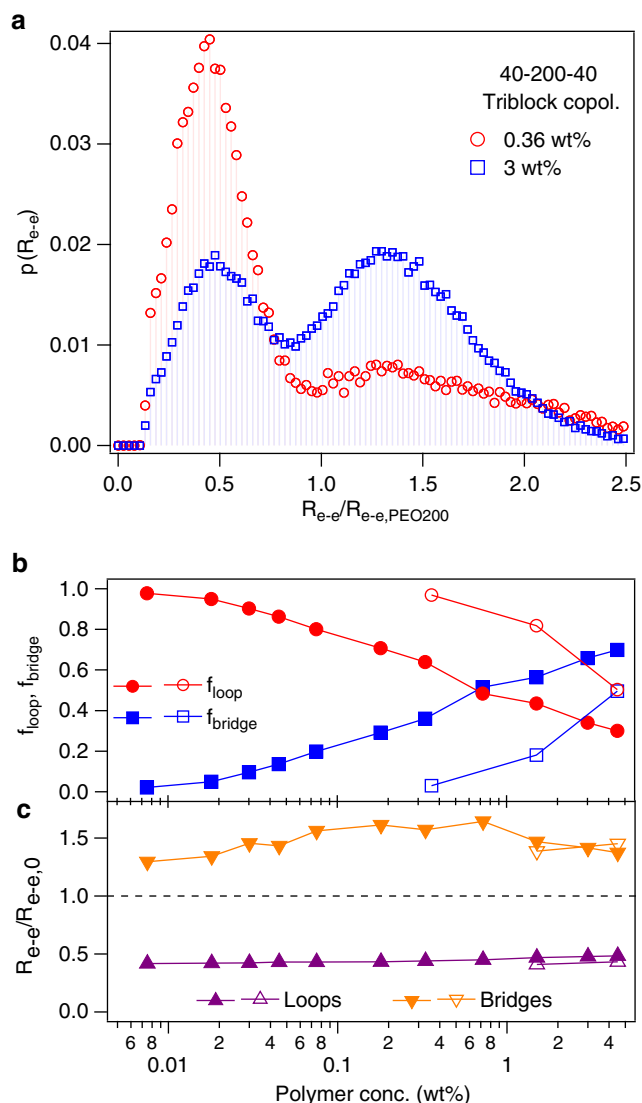 a
0.04
0.03
0.02
0.01
0.00
p (Re-e)
40-200-40
Triblock copol.
0.36 wt%
3 wt%
0.0 0.5 1.0 1.5 2.0 2.5
Re-e/Re-e,PEO200
b
1.0
0.8
0.6
0.4
0.2
0.0
floop, fbridge
floop
fbridge
c
1.5
1.0
0.5
0.0
Re-e/Re-e,0
Loops Bridges
6 8 2 4 6 8 2 4 6 8 2 4
0.01 0.1 1
Polymer conc. (wt%)